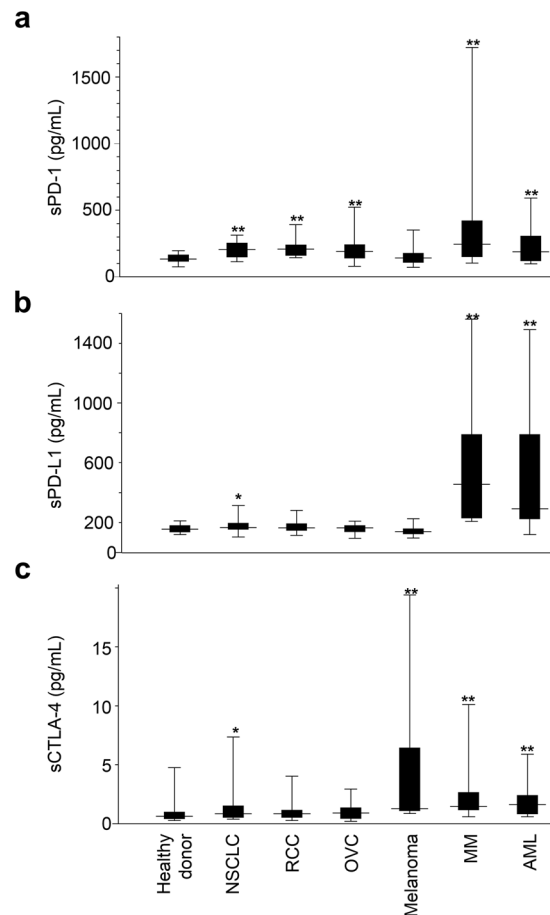 a
sPD-1 (pg/mL)
1500
1000
500
0
**
**
**
**
**
b
sPD-L1 (pg/mL)
1400
1000
600
200
0
*
**
**
c
sCTLA-4 (pg/mL)
15
10
5
0
*
**
**
**
Healthy
donor
NSCLC
RCC
OVC
Melanoma
MM
AML